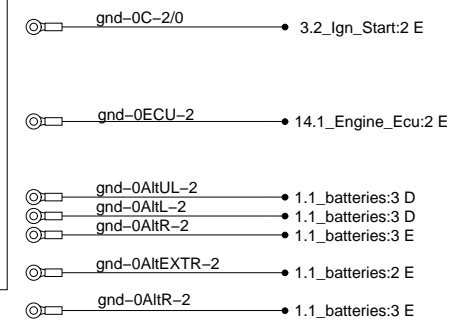 gnd–0C–2/0 3.2_Ign_Start:2 E
gnd–0ECU–2 14.1_Engine_Ecu:2 E
gnd–0AltUL–2 1.1_batteries:3 D
gnd–0AltL–2 1.1_batteries:3 D
gnd–0AltR–2 1.1_batteries:3 E
gnd–0AltEXTR–2 1.1_batteries:2 E
gnd–0AltR–2 1.1_batteries:3 E